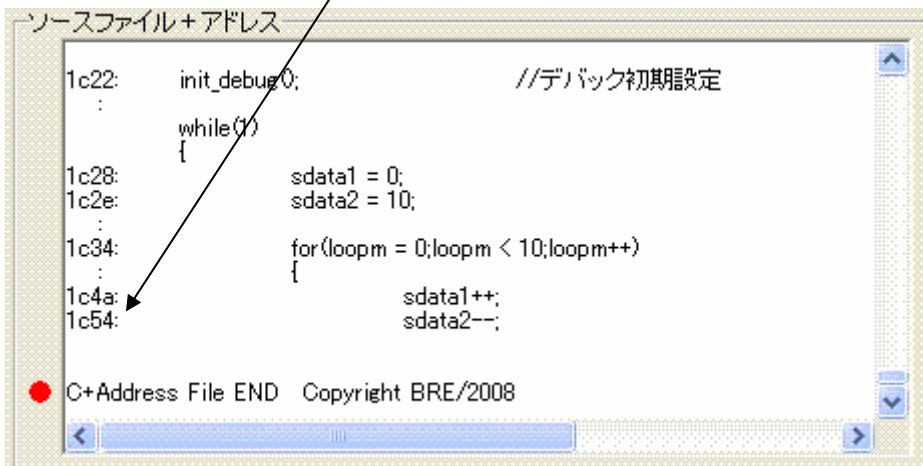 ソースファイル+アドレス
1c22: init_debug(); //デバック初期設定
:
while(1)
{
1c28: sdata1 = 0;
1c2e: sdata2 = 10;
:
1c34: for(loopm = 0;loopm < 10;loopm++)
: {
1c4a: sdata1++;
1c54: sdata2--;
C+Address File END Copyright BRE/2008